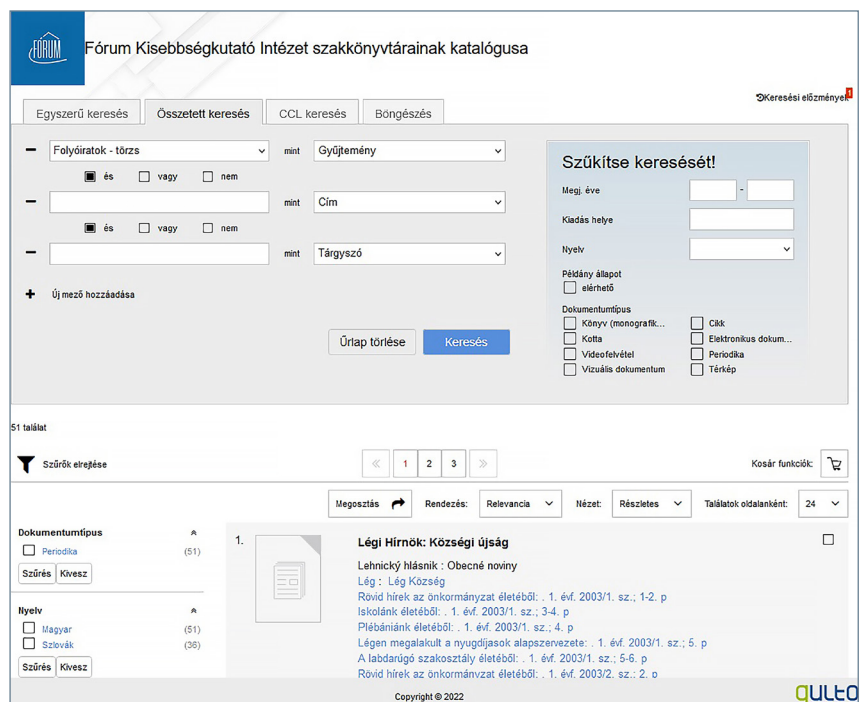 FÓRUM
Fórum Kisebbségkutató Intézet szakkönyvtárainak katalógusa
Keresési előzmények
1
Egyszerű keresés
Összetett keresés
CCL keresés
Böngészés
Folyóiratok - törzs
mint
Gyűjtemény
és
vagy
nem
mint
Cím
és
vagy
nem
mint
Tárgyszó
Új mező hozzáadása
Űrlap törlése
Keresés
Szűkítse keresését!
Megj. éve
-
Kiadás helye
Nyelv
Példány állapot
elérhető
Dokumentumtípus
Könyv (monografik...
Cikk
Kotta
Elektronikus dokum...
Videofelvétel
Periodika
Vizuális dokumentum
Térkép
51 találat
Szűrők elrejtése
«
1
2
3
»
Kosár funkciók:
Megosztás
Rendezés:
Relevancia
Nézet:
Részletes
Találatok oldalanként:
24
Dokumentumtípus
Periodika
(51)
Szűrés
Kivesz
Nyelv
Magyar
(51)
Szlovák
(36)
Szűrés
Kivesz
1.
Légi Hírnök: Községi újság
Lehnický hlásnik : Obecné noviny
Lég : Lég Község
Rövid hírek az önkormányzat életéből: . 1. évf. 2003/1. sz.; 1-2. p
Iskolánk életéből: . 1. évf. 2003/1. sz.; 3-4. p
Plébániánk életéből: . 1. évf. 2003/1. sz.; 4. p
Légen megalakult a nyugdíjasok alapszervezete: . 1. évf. 2003/1. sz.; 5. p
A labdarúgó szakosztály életéből: . 1. évf. 2003/1. sz.; 5-6. p
Rövid hírek az önkormányzat életéből: . 1. évf. 2003/2. sz.; 2. p
Copyright © 2022
qulto